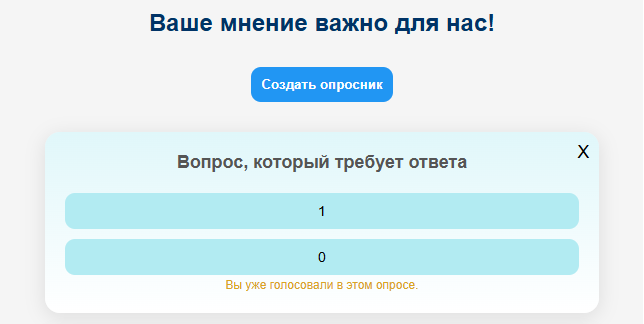 Ваше мнение важно для нас!
Создать опросник
X
Вопрос, который требует ответа
1
0
Вы уже голосовали в этом опросе.